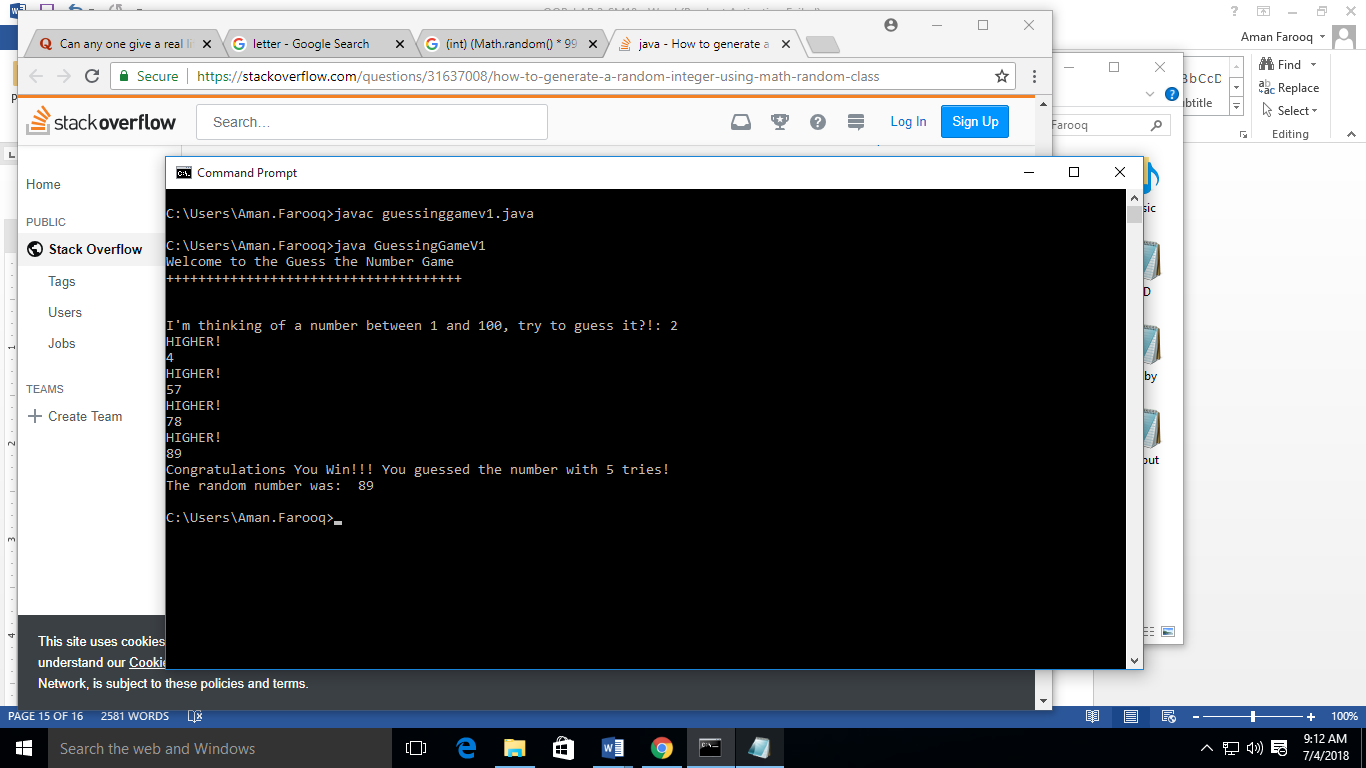 Aman Farooq
Can any one give a real li
letter - Google Search
(int) (Math.random() * 99
java - How to generate a
Secure
https://stackoverflow.com/questions/31637008/how-to-generate-a-random-integer-using-math-random-class
Find
Replace
Select
Editing
BbCcD
ubtitle
Farooq
stackoverflow
Search...
Log In
Sign Up
Home
PUBLIC
Stack Overflow
Tags
Users
Jobs
TEAMS
Create Team
Command Prompt
C:\Users\Aman.Farooq>javac guessinggamev1.java
C:\Users\Aman.Farooq>java GuessingGameV1
Welcome to the Guess the Number Game
+++++++++++++++++++++++++++++++++++++
I'm thinking of a number between 1 and 100, try to guess it?!: 2
HIGHER!
4
HIGHER!
57
HIGHER!
78
HIGHER!
89
Congratulations You Win!!! You guessed the number with 5 tries!
The random number was:  89
C:\Users\Aman.Farooq>
sic
D
by
out
This site uses cookies
understand our Cookie
Network, is subject to these policies and terms.
PAGE 15 OF 16
2581 WORDS
100%
Search the web and Windows
9:12 AM
7/4/2018